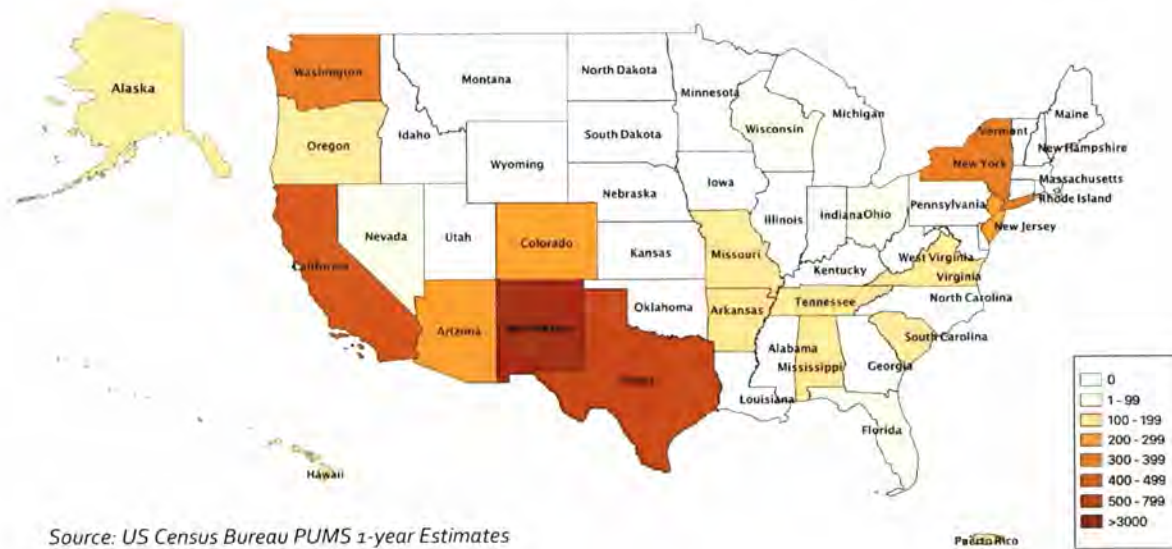 Washington
Montana
North Dakota
Minnesota
Maine
Alaska
Oregon
Idaho
South Dakota
Wisconsin
Michigan
Vermont
New Hampshire
New York
Wyoming
Massachusetts
Rhode Island
Nebraska
Iowa
Pennsylvania
Nevada
Utah
Colorado
Illinois
Indiana
Ohio
New Jersey
Kansas
Missouri
West Virginia
California
Kentucky
Virginia
Arizona
Oklahoma
Arkansas
Tennessee
North Carolina
Texas
Alabama
Mississippi
Georgia
South Carolina
Louisiana
Florida
Hawaii
Puerto Rico
0
1 - 99
100 - 199
200 - 299
300 - 399
400 - 499
500 - 799
>3000
Source: US Census Bureau PUMS 1-year Estimates